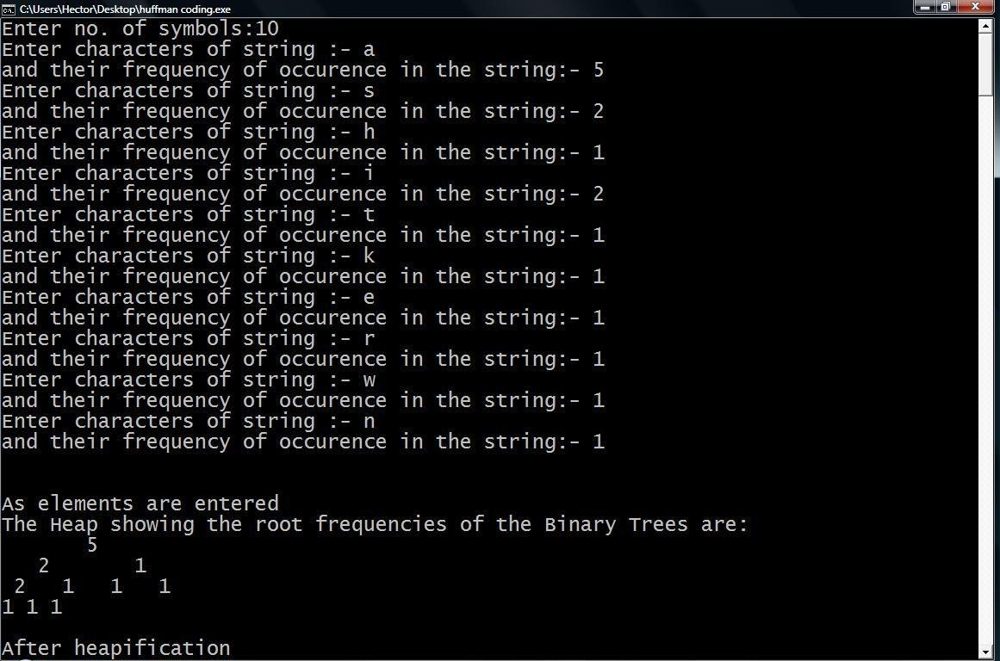 C:\Users\Hector\Desktop\huffman coding.exe
Enter no. of symbols:10
Enter characters of string :- a
and their frequency of occurence in the string:- 5
Enter characters of string :- s
and their frequency of occurence in the string:- 2
Enter characters of string :- h
and their frequency of occurence in the string:- 1
Enter characters of string :- i
and their frequency of occurence in the string:- 2
Enter characters of string :- t
and their frequency of occurence in the string:- 1
Enter characters of string :- k
and their frequency of occurence in the string:- 1
Enter characters of string :- e
and their frequency of occurence in the string:- 1
Enter characters of string :- r
and their frequency of occurence in the string:- 1
Enter characters of string :- w
and their frequency of occurence in the string:- 1
Enter characters of string :- n
and their frequency of occurence in the string:- 1
As elements are entered
The Heap showing the root frequencies of the Binary Trees are:
5
2 1
2 1 1 1
1 1 1
After heapification